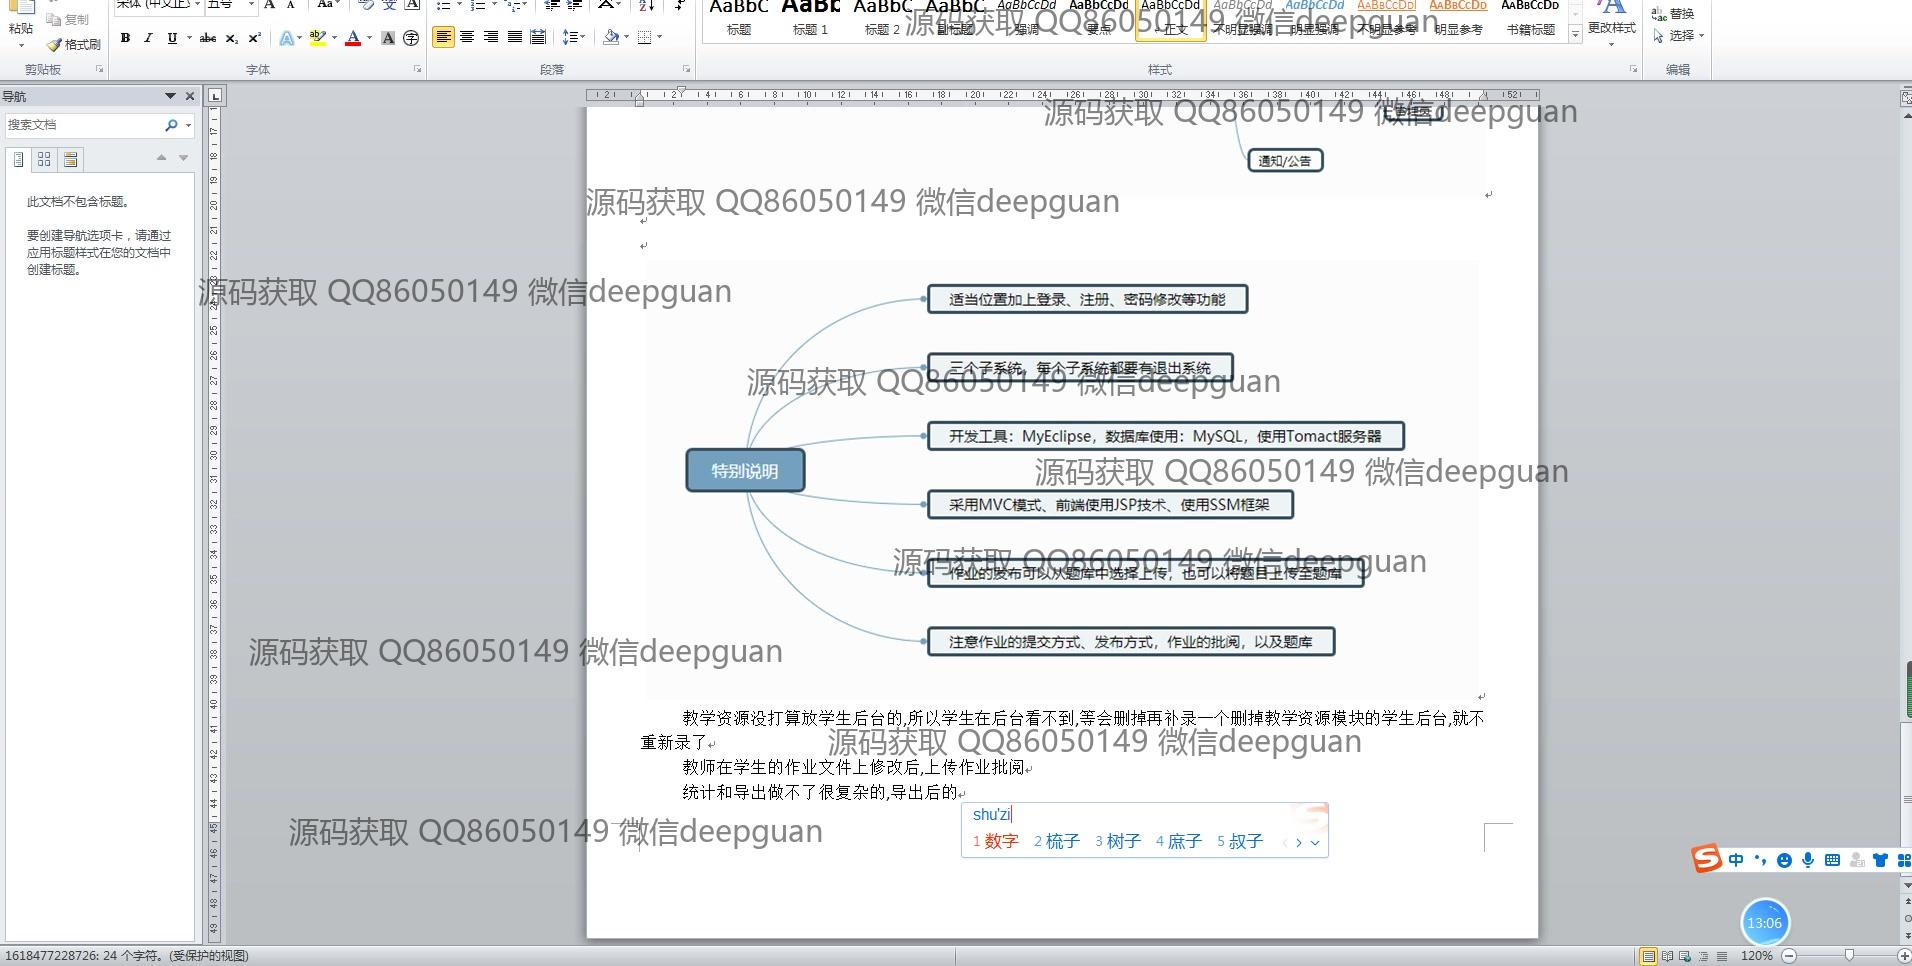 宋体 (中文正) 五号
粘贴 复制
格式刷
B I U abc x₂ x² A ab A A 字
AaBbC AaBb AaBbC AaBbC AaBbCcDd AaBbCcDd AaBbCcDd AaBbCcDd AaBbCcDd AaBbCcDd AaBbCcDd AaBbCcDd
标题 标题 1 标题 2 副标题 强调 要点 正文 不明显强调 明显强调 不明显参考 明显参考 书籍标题
更改样式
替换
选择
剪贴板 字体 段落 样式 编辑
源码获取 QQ86050149 微信deepguan
导航
搜索文档
此文档不包含标题。
要创建导航选项卡，请通过
应用标题样式在您的文档中
创建标题。
源码获取 QQ86050149 微信deepguan
管理员
通知/公告
源码获取 QQ86050149 微信deepguan
源码获取 QQ86050149 微信deepguan
适当位置加上登录、注册、密码修改等功能
三个子系统，每个子系统都要有退出系统
源码获取 QQ86050149 微信deepguan
开发工具：MyEclipse，数据库使用：MySQL，使用Tomact服务器
特别说明
源码获取 QQ86050149 微信deepguan
采用MVC模式、前端使用JSP技术、使用SSM框架
源码获取 QQ86050149 微信deepguan
作业的发布可以从题库中选择上传，也可以将题目上传至题库
注意作业的提交方式、发布方式，作业的批阅，以及题库
源码获取 QQ86050149 微信deepguan
教学资源没打算放学生后台的,所以学生在后台看不到,等会删掉再补录一个删掉教学资源模块的学生后台,就不
重新录了
源码获取 QQ86050149 微信deepguan
教师在学生的作业文件上修改后,上传作业批阅
统计和导出做不了很复杂的,导出后的
shu'zi
1 数字 2 梳子 3 树子 4 庶子 5 叔子
源码获取 QQ86050149 微信deepguan
中
13:06
1618477228726: 24 个字符。(受保护的视图)
120%